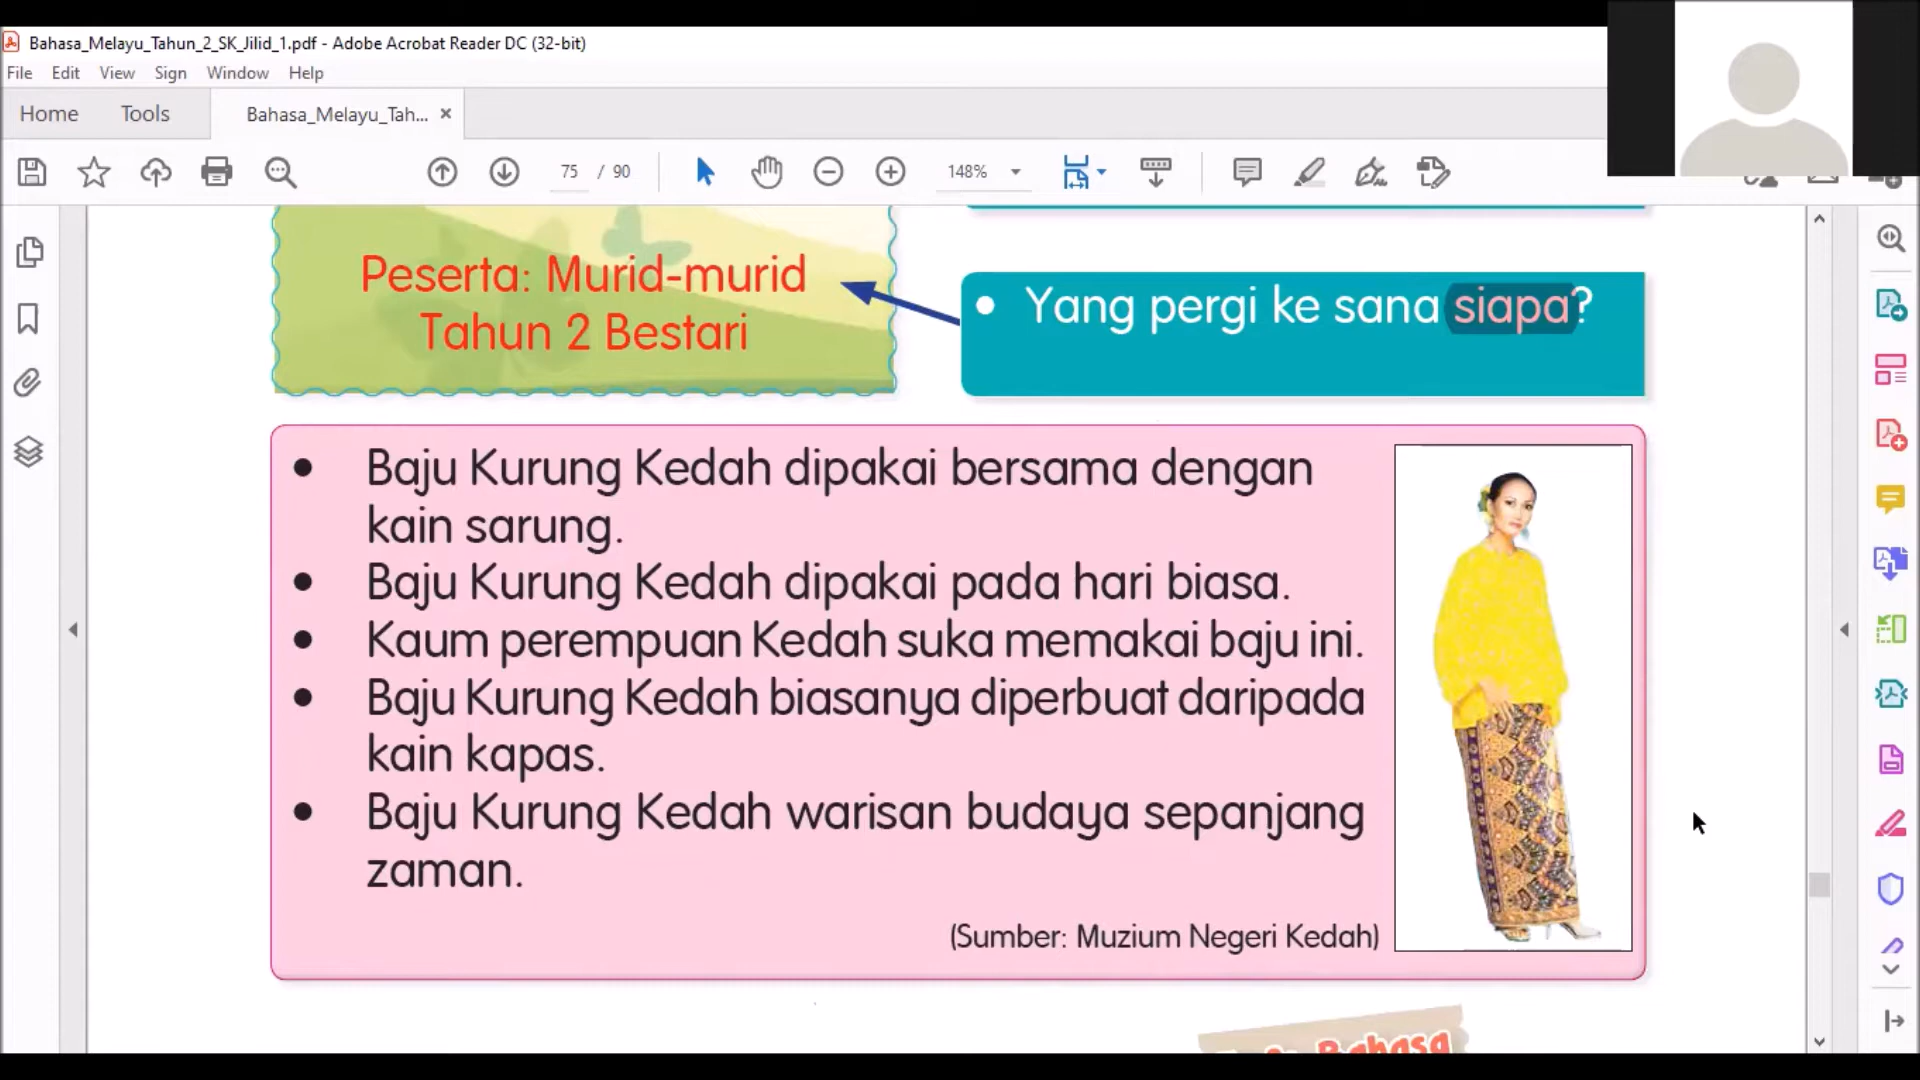 Bahasa_Melayu_Tahun_2_SK_Jilid_1.pdf - Adobe Acrobat Reader DC (32-bit)
File Edit View Sign Window Help
Home Tools Bahasa_Melayu_Tah... ×
75 / 90 148%
Peserta: Murid-murid
Tahun 2 Bestari
• Yang pergi ke sana siapa?
• Baju Kurung Kedah dipakai bersama dengan
kain sarung.
• Baju Kurung Kedah dipakai pada hari biasa.
• Kaum perempuan Kedah suka memakai baju ini.
• Baju Kurung Kedah biasanya diperbuat daripada
kain kapas.
• Baju Kurung Kedah warisan budaya sepanjang
zaman.
(Sumber: Muzium Negeri Kedah)
Bahasa